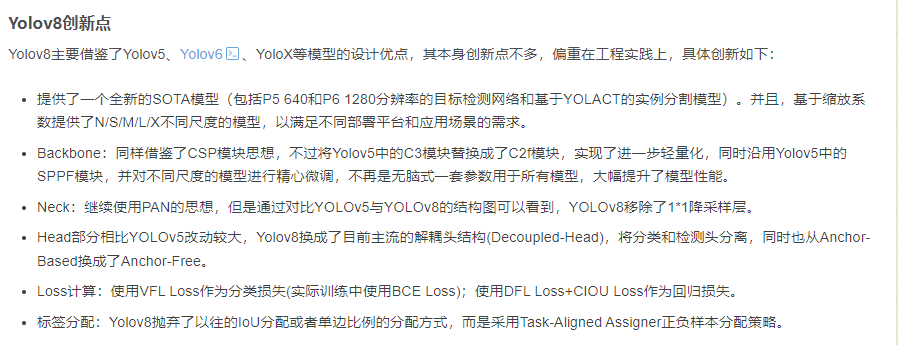 Yolov8创新点
Yolov8主要借鉴了Yolov5、Yolov6、YoloX等模型的设计优点，其本身创新点不多，偏重在工程实践上，具体创新如下：
• 提供了一个全新的SOTA模型（包括P5 640和P6 1280分辨率的目标检测网络和基于YOLACT的实例分割模型）。并且，基于缩放系
数提供了N/S/M/L/X不同尺度的模型，以满足不同部署平台和应用场景的需求。
• Backbone：同样借鉴了CSP模块思想，不过将Yolov5中的C3模块替换成了C2f模块，实现了进一步轻量化，同时沿用Yolov5中的
SPPF模块，并对不同尺度的模型进行精心微调，不再是无脑式一套参数用于所有模型，大幅提升了模型性能。
• Neck：继续使用PAN的思想，但是通过对比YOLOv5与YOLOv8的结构图可以看到，YOLOv8移除了1*1降采样层。
• Head部分相比YOLOv5改动较大，Yolov8换成了目前主流的解耦头结构(Decoupled-Head)，将分类和检测头分离，同时也从Anchor-
Based换成了Anchor-Free。
• Loss计算：使用VFL Loss作为分类损失(实际训练中使用BCE Loss)；使用DFL Loss+CIOU Loss作为回归损失。
• 标签分配：Yolov8抛弃了以往的IoU分配或者单边比例的分配方式，而是采用Task-Aligned Assigner正负样本分配策略。